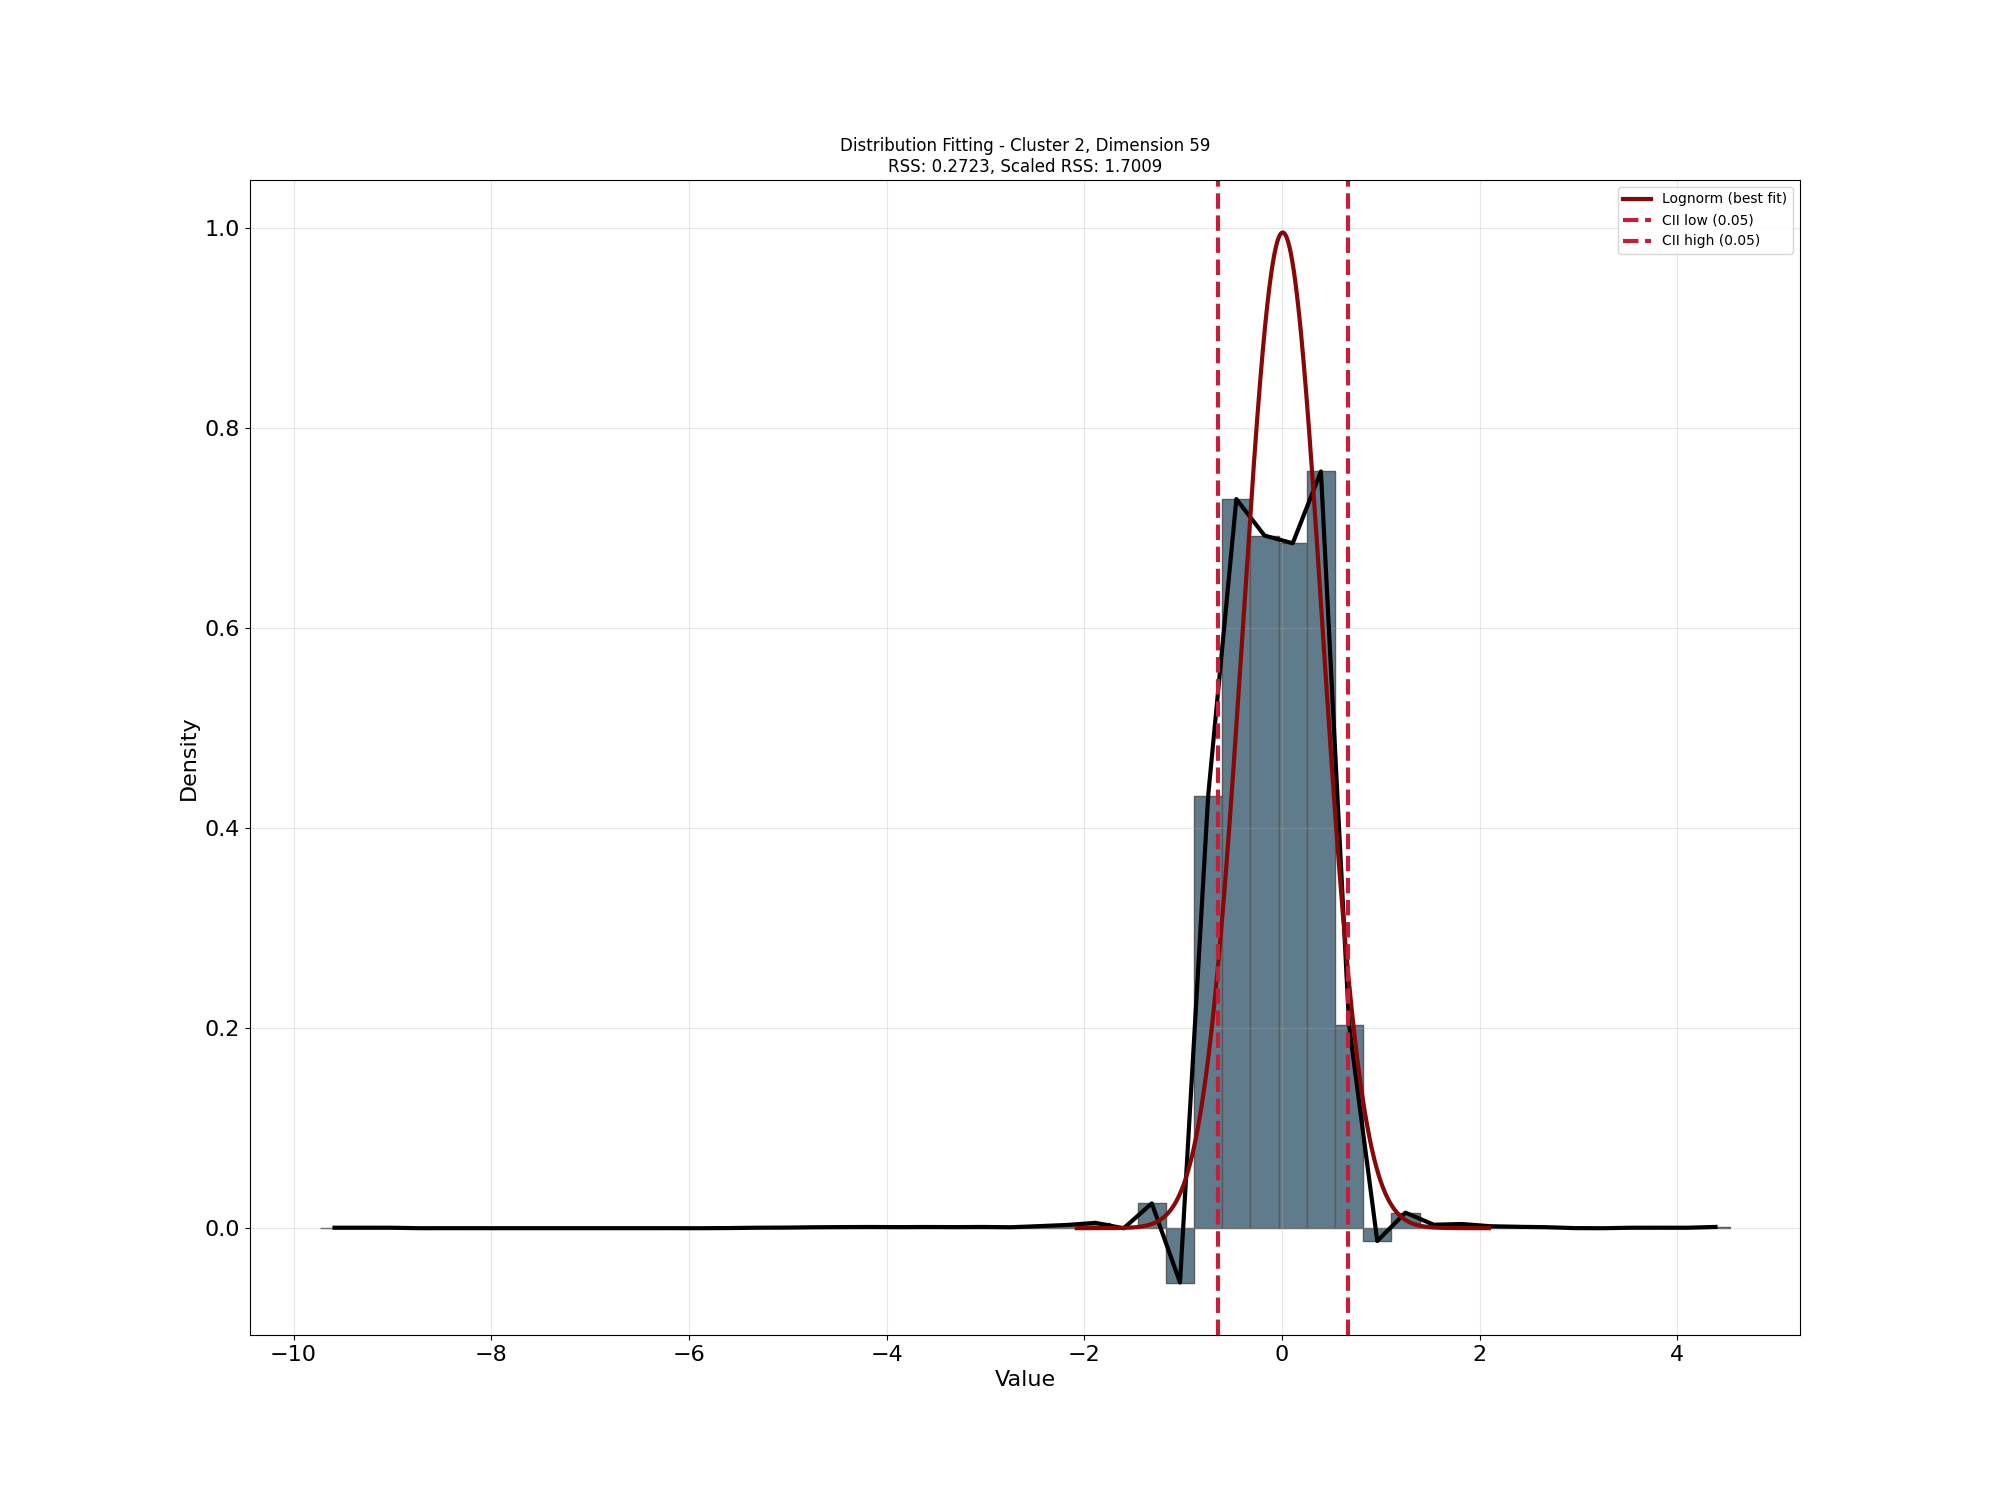 Distribution Fitting - Cluster 2, Dimension 59
RSS: 0.2723, Scaled RSS: 1.7009
Lognorm (best fit)
CII low (0.05)
CII high (0.05)
1.0
0.8
0.6
0.4
0.2
0.0
Density
−10 −8 −6 −4 −2 0 2 4
Value